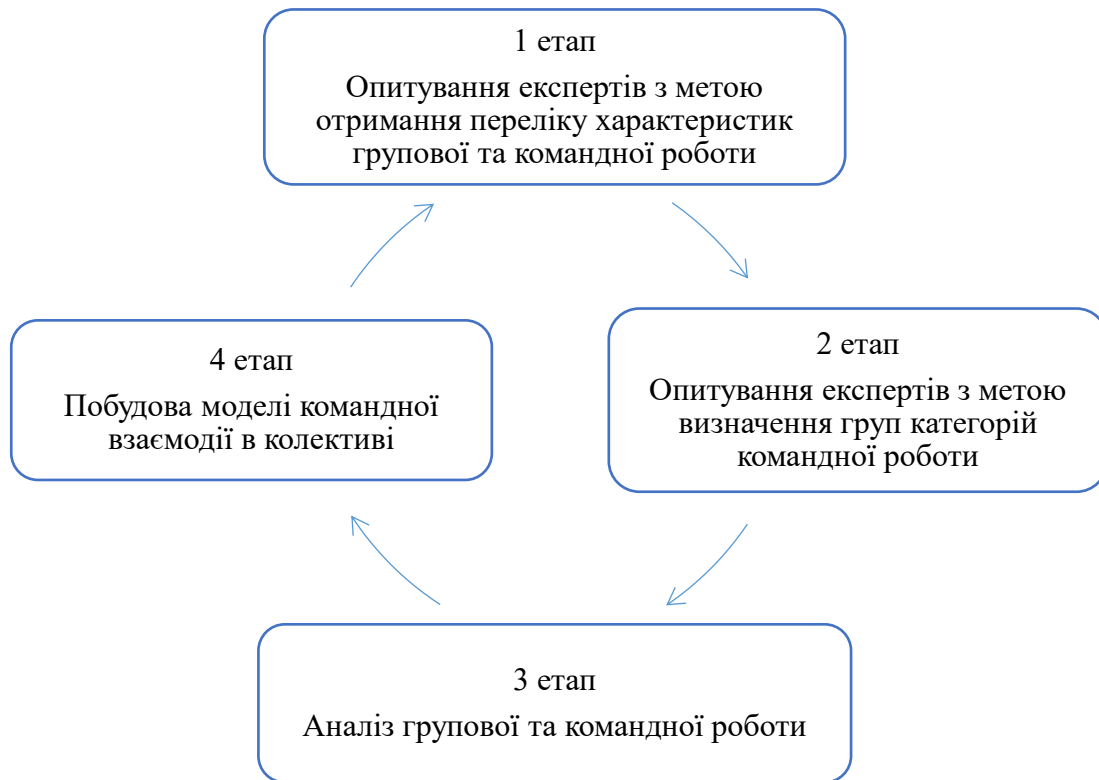 1 етап
Опитування експертів з метою
отримання переліку характеристик
групової та командної роботи
2 етап
Опитування експертів з метою
визначення груп категорій
командної роботи
3 етап
Аналіз групової та командної роботи
4 етап
Побудова моделі командної
взаємодії в колективі